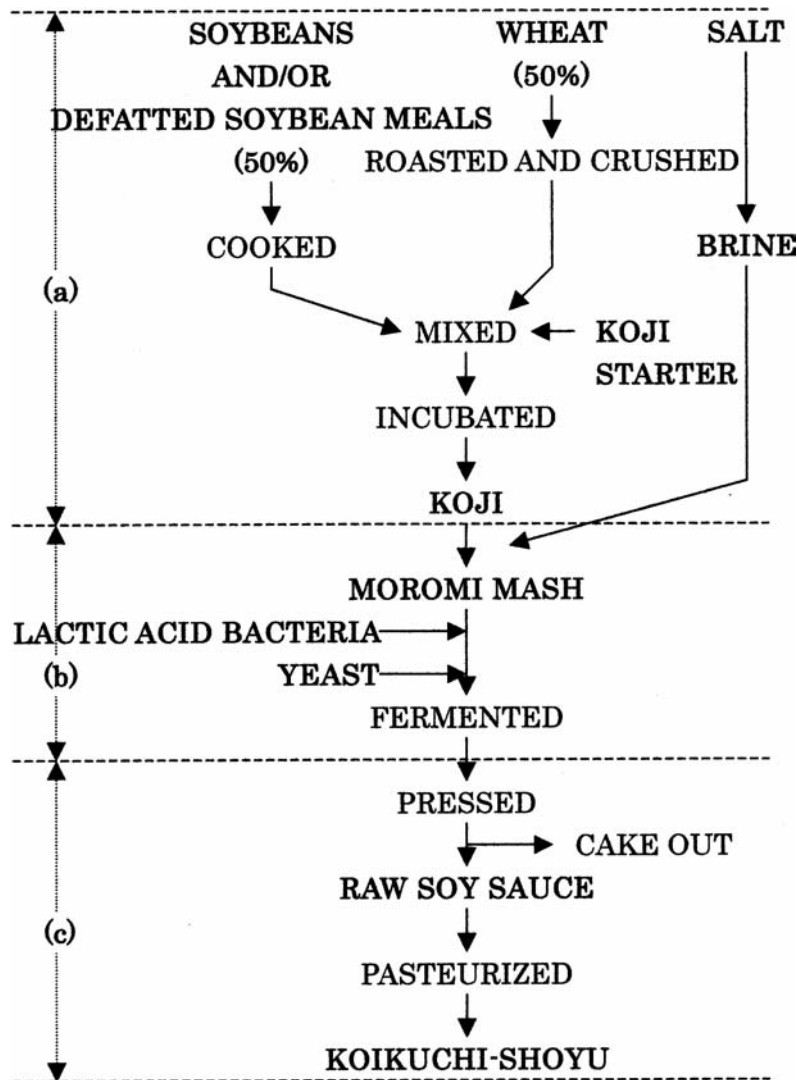 SOYBEANS
AND/OR
DEFATTED SOYBEAN MEALS
(50%)
WHEAT
(50%)
SALT
ROASTED AND CRUSHED
COOKED
BRINE
(a)
MIXED
KOJI
STARTER
INCUBATED
KOJI
MOROMI MASH
LACTIC ACID BACTERIA
(b)
YEAST
FERMENTED
PRESSED
CAKE OUT
RAW SOY SAUCE
(c)
PASTEURIZED
KOIKUCHI-SHOYU